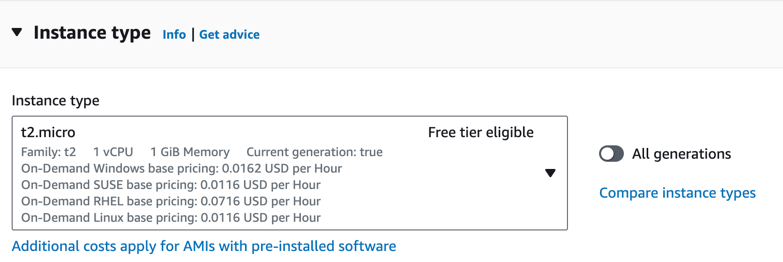 Instance type Info | Get advice
Instance type
t2.micro Free tier eligible
Family: t2 1 vCPU 1 GiB Memory Current generation: true
On-Demand Windows base pricing: 0.0162 USD per Hour
On-Demand SUSE base pricing: 0.0116 USD per Hour
On-Demand RHEL base pricing: 0.0716 USD per Hour
On-Demand Linux base pricing: 0.0116 USD per Hour
All generations
Compare instance types
Additional costs apply for AMIs with pre-installed software